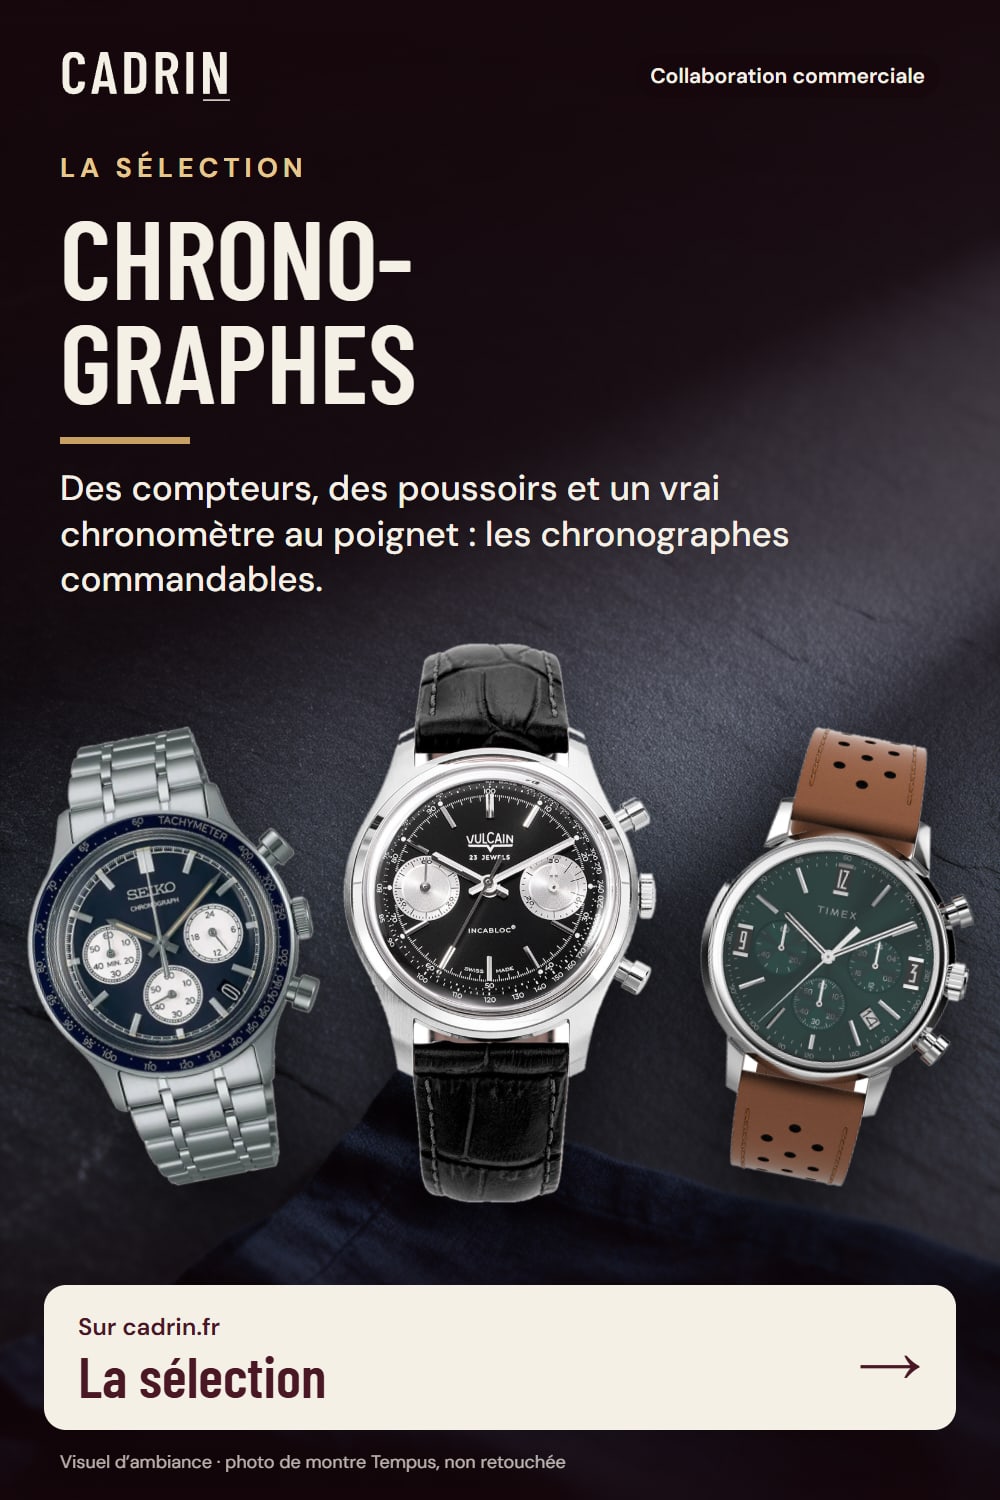 CADRIN
Collaboration commerciale
LA SÉLECTION
CHRONO-
GRAPHES
Des compteurs, des poussoirs et un vrai
chronomètre au poignet : les chronographes
commandables.
TACHYMETER
SEIKO
CHRONOGRAPH
VULCAIN
23 JEWELS
INCABLOC
SWISS MADE
TIMEX
Sur cadrin.fr
La sélection
→
Visuel d’ambiance · photo de montre Tempus, non retouchée